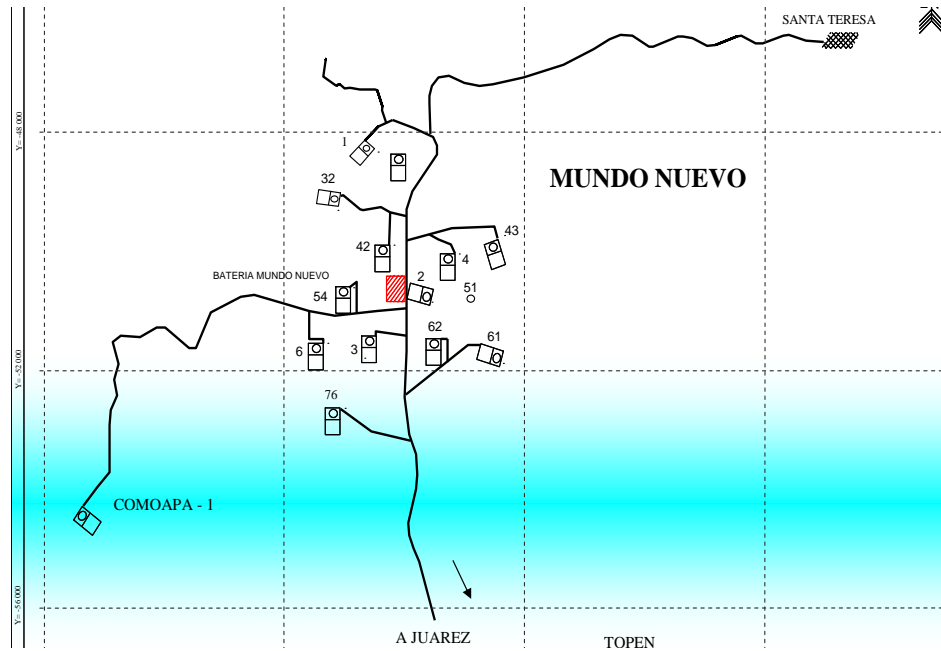 SANTA TERESA
N
Y= -48 000
1
MUNDO NUEVO
32
43
42
4
BATERIA MUNDO NUEVO
2
54
51
62
61
6
3
Y= -52 000
76
COMOAPA - 1
Y= -56 000
A JUAREZ
TOPEN